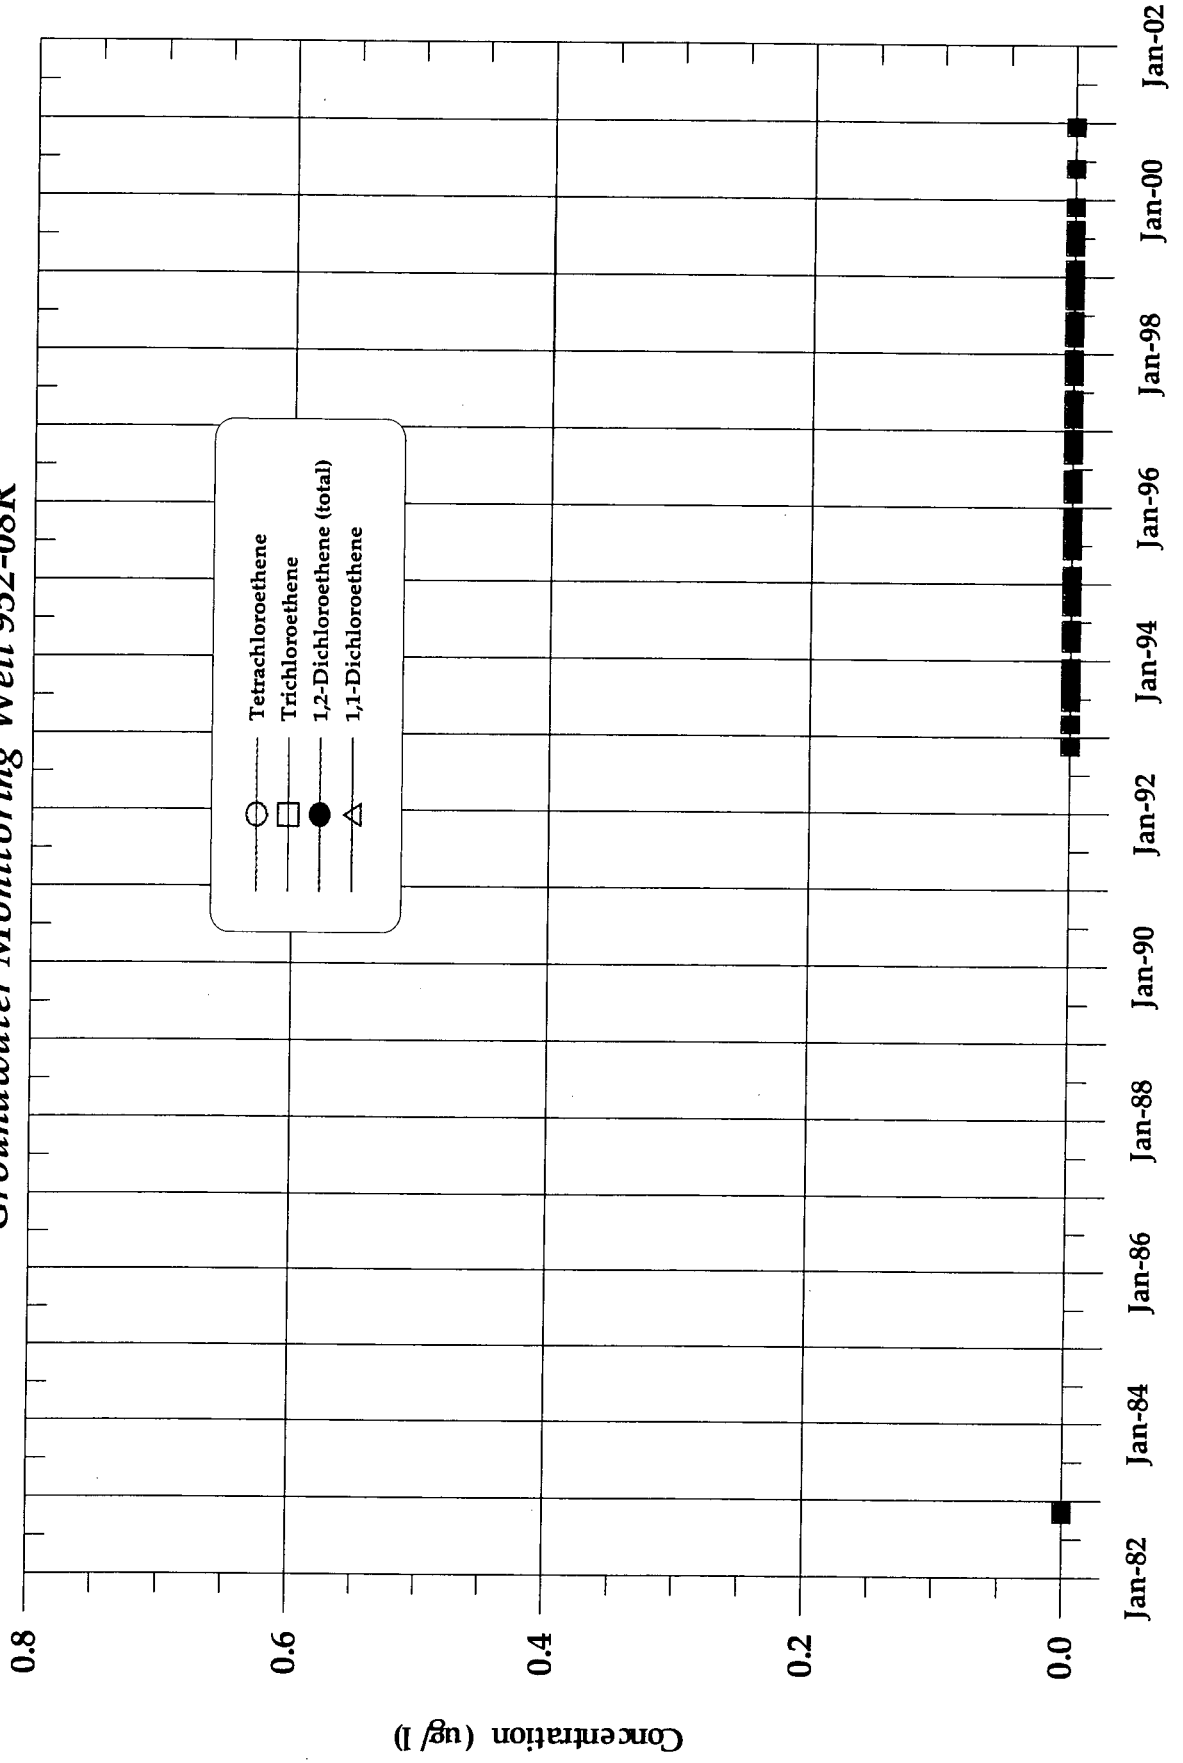 Groundwater Monitoring Well 952-08R
Concentration (ug/l)
0.8
0.6
0.4
0.2
0.0
Tetrachloroethene
Trichloroethene
1,2-Dichloroethene (total)
1,1-Dichloroethene
Jan-82
Jan-84
Jan-86
Jan-88
Jan-90
Jan-92
Jan-94
Jan-96
Jan-98
Jan-00
Jan-02